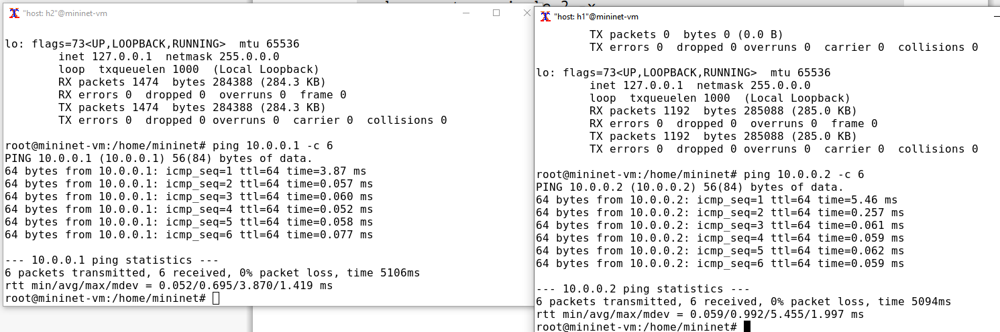 "host: h2"@mininet-vm
lo: flags=73<UP,LOOPBACK,RUNNING>  mtu 65536
        inet 127.0.0.1  netmask 255.0.0.0
        loop  txqueuelen 1000  (Local Loopback)
        RX packets 1474  bytes 284388 (284.3 KB)
        RX errors 0  dropped 0  overruns 0  frame 0
        TX packets 1474  bytes 284388 (284.3 KB)
        TX errors 0  dropped 0 overruns 0  carrier 0  collisions 0
root@mininet-vm:/home/mininet# ping 10.0.0.1 -c 6
PING 10.0.0.1 (10.0.0.1) 56(84) bytes of data.
64 bytes from 10.0.0.1: icmp_seq=1 ttl=64 time=3.87 ms
64 bytes from 10.0.0.1: icmp_seq=2 ttl=64 time=0.057 ms
64 bytes from 10.0.0.1: icmp_seq=3 ttl=64 time=0.060 ms
64 bytes from 10.0.0.1: icmp_seq=4 ttl=64 time=0.052 ms
64 bytes from 10.0.0.1: icmp_seq=5 ttl=64 time=0.058 ms
64 bytes from 10.0.0.1: icmp_seq=6 ttl=64 time=0.077 ms
--- 10.0.0.1 ping statistics ---
6 packets transmitted, 6 received, 0% packet loss, time 5106ms
rtt min/avg/max/mdev = 0.052/0.695/3.870/1.419 ms
root@mininet-vm:/home/mininet#
"host: h1"@mininet-vm
        TX packets 0  bytes 0 (0.0 B)
        TX errors 0  dropped 0 overruns 0  carrier 0  collisions 0
lo: flags=73<UP,LOOPBACK,RUNNING>  mtu 65536
        inet 127.0.0.1  netmask 255.0.0.0
        loop  txqueuelen 1000  (Local Loopback)
        RX packets 1192  bytes 285088 (285.0 KB)
        RX errors 0  dropped 0  overruns 0  frame 0
        TX packets 1192  bytes 285088 (285.0 KB)
        TX errors 0  dropped 0 overruns 0  carrier 0  collisions 0
root@mininet-vm:/home/mininet# ping 10.0.0.2 -c 6
PING 10.0.0.2 (10.0.0.2) 56(84) bytes of data.
64 bytes from 10.0.0.2: icmp_seq=1 ttl=64 time=5.46 ms
64 bytes from 10.0.0.2: icmp_seq=2 ttl=64 time=0.257 ms
64 bytes from 10.0.0.2: icmp_seq=3 ttl=64 time=0.061 ms
64 bytes from 10.0.0.2: icmp_seq=4 ttl=64 time=0.059 ms
64 bytes from 10.0.0.2: icmp_seq=5 ttl=64 time=0.062 ms
64 bytes from 10.0.0.2: icmp_seq=6 ttl=64 time=0.059 ms
--- 10.0.0.2 ping statistics ---
6 packets transmitted, 6 received, 0% packet loss, time 5094ms
rtt min/avg/max/mdev = 0.059/0.992/5.455/1.997 ms
root@mininet-vm:/home/mininet#